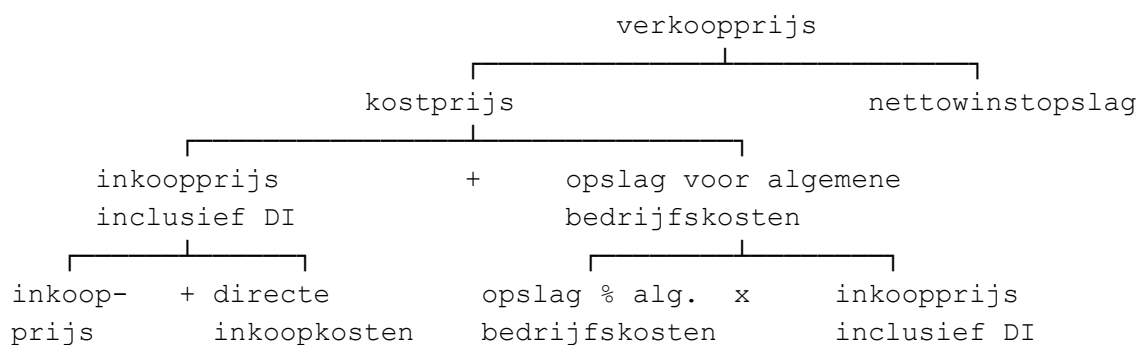 verkoopprijs
kostprijs nettowinstopslag
inkoopprijs + opslag voor algemene
inclusief DI bedrijfskosten
inkoop- + directe opslag % alg. x inkoopprijs
prijs inkoopkosten bedrijfskosten inclusief DI